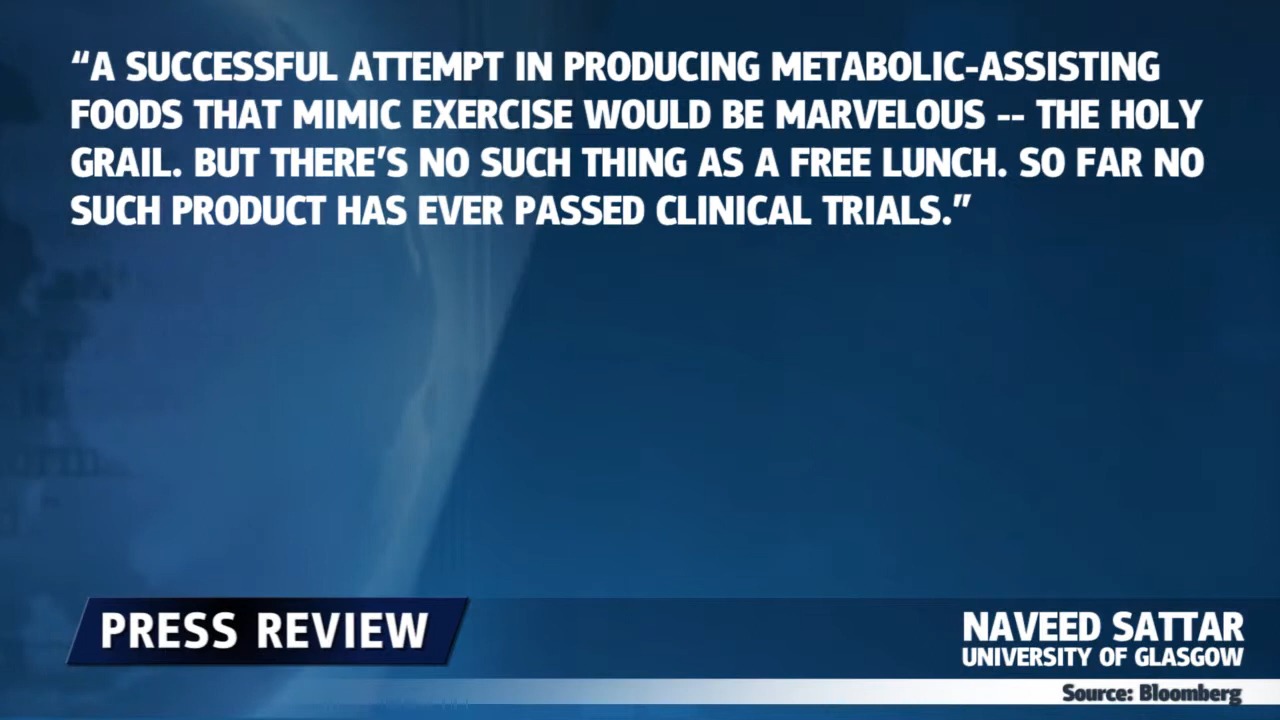 “A SUCCESSFUL ATTEMPT IN PRODUCING METABOLIC-ASSISTING
FOODS THAT MIMIC EXERCISE WOULD BE MARVELOUS -- THE HOLY
GRAIL. BUT THERE’S NO SUCH THING AS A FREE LUNCH. SO FAR NO
SUCH PRODUCT HAS EVER PASSED CLINICAL TRIALS.”
PRESS REVIEW
NAVEED SATTAR
UNIVERSITY OF GLASGOW
Source: Bloomberg